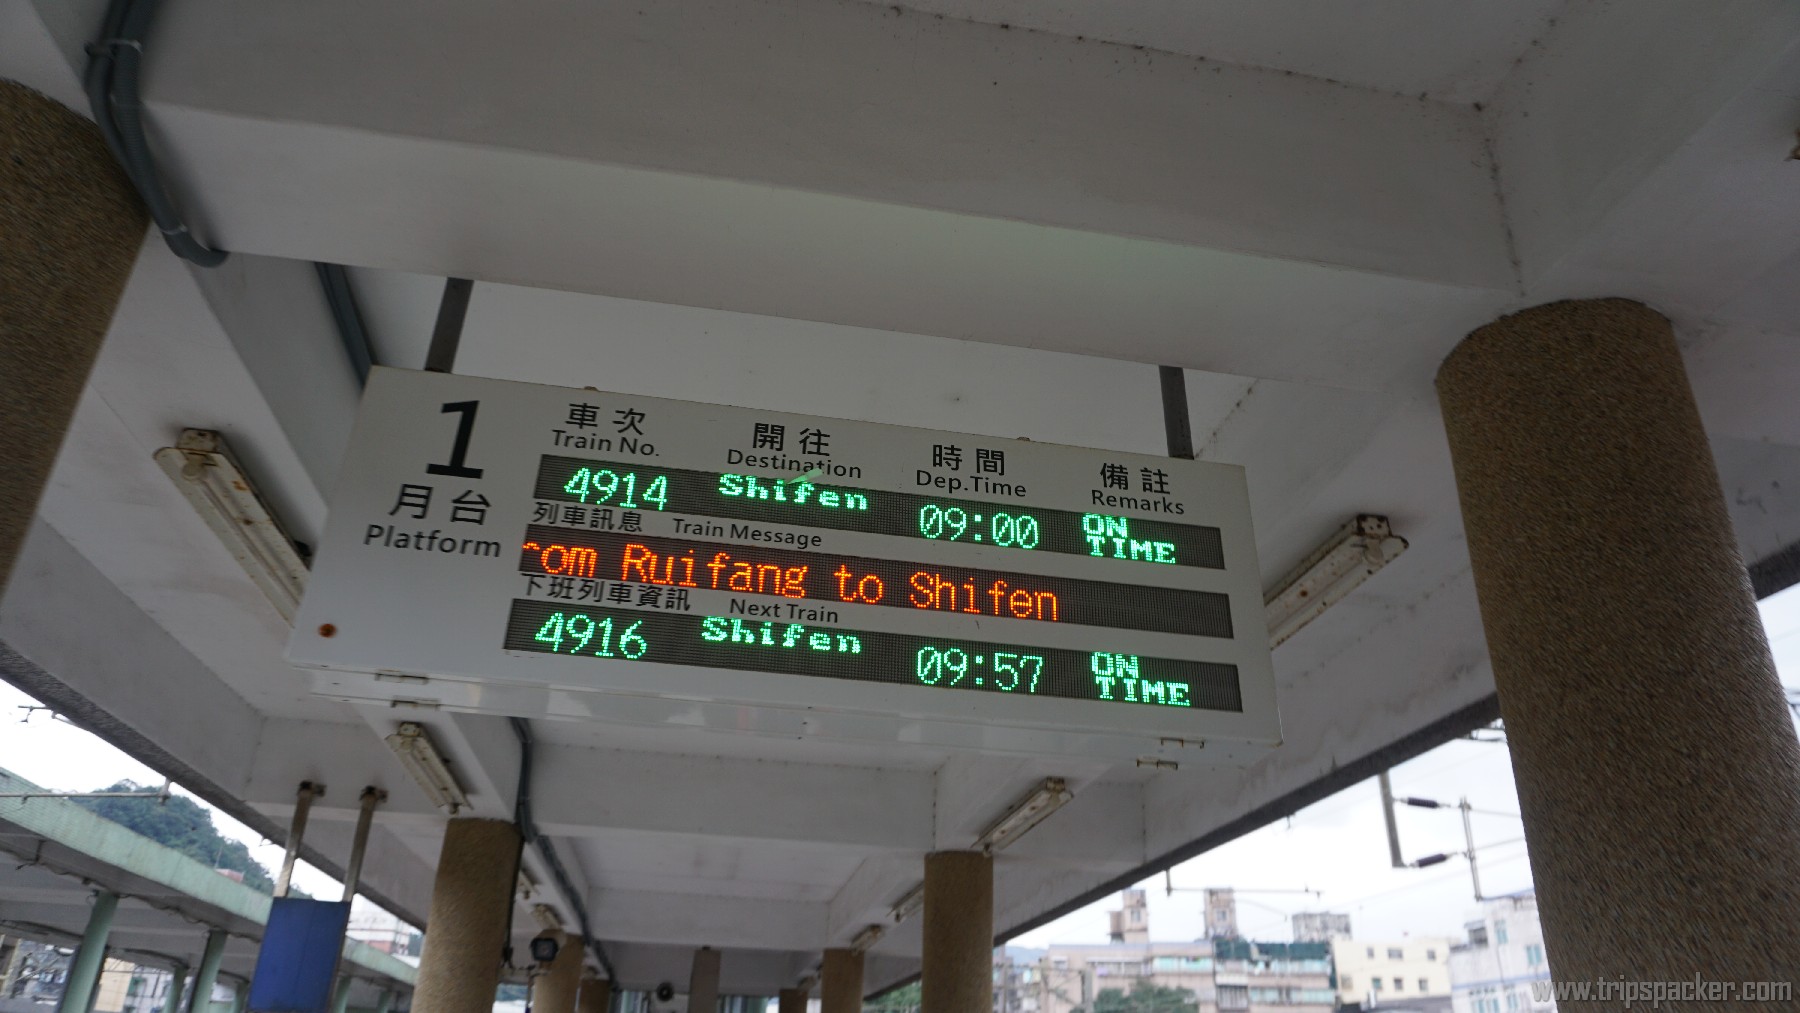 1
月台
Platform
車次 開往 時間 備註
Train No. Destination Dep.Time Remarks
4914 Shifen 09:00 ON TIME
列車訊息 Train Message
om Ruifang to Shifen
下班列車資訊 Next Train
4916 Shifen 09:57 ON TIME
www.tripspacker.com